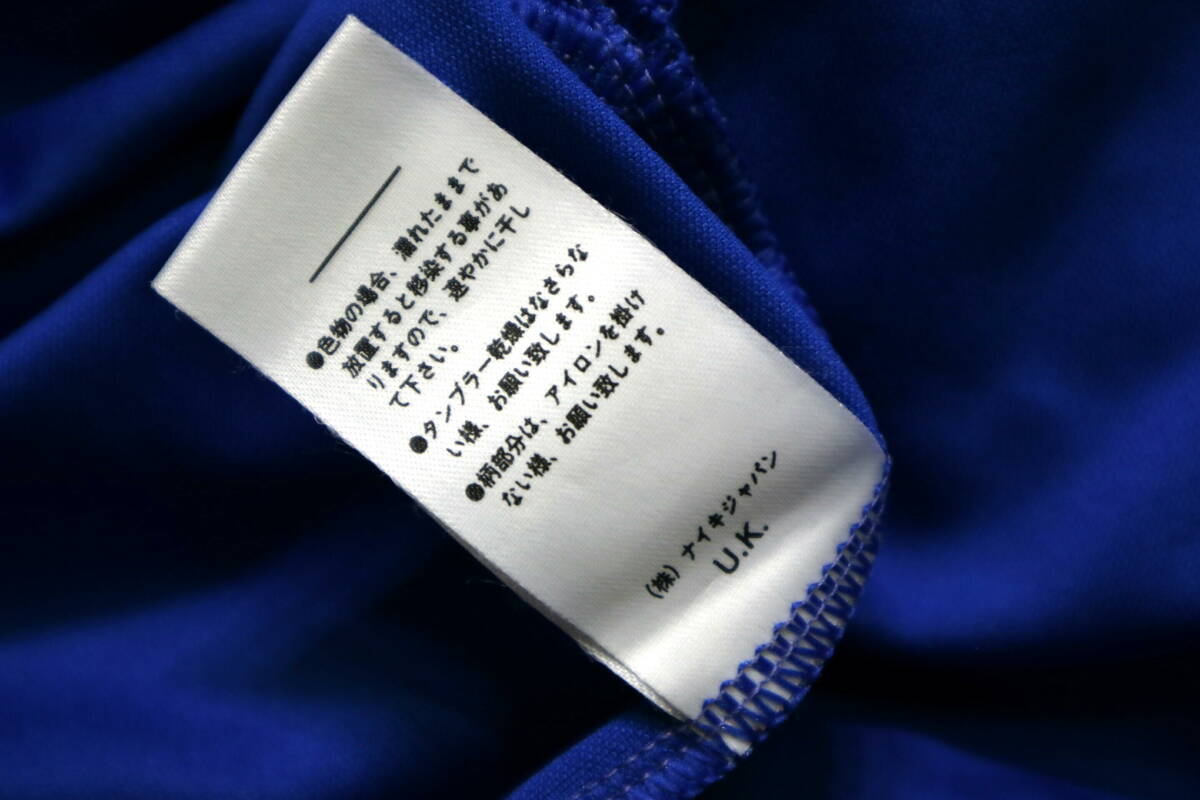 ●色物の場合、濡れたままで
放置すると移染する事があ
りますので、速やかに干し
て下さい。
●タンブラー乾燥はなさらな
い様、お願い致します。
●柄部分は、アイロンを掛け
ない様、お願い致します。
(株)ナイキジャパン
U.K.